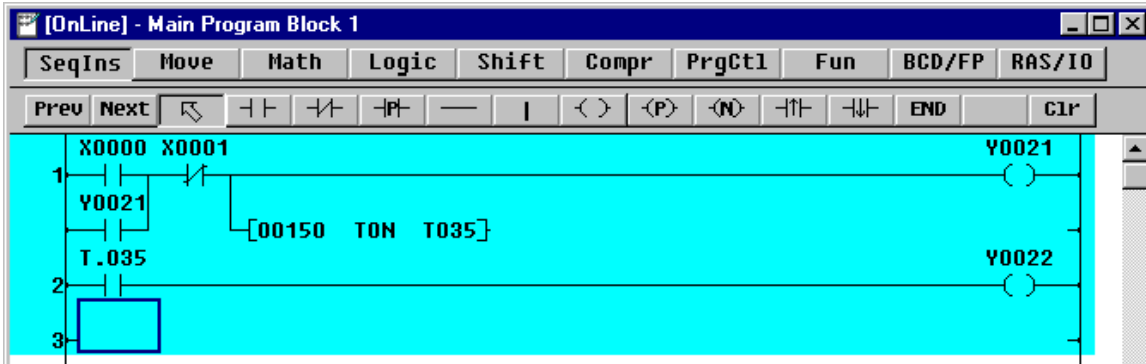 [OnLine] - Main Program Block 1
SeqIns Move Math Logic Shift Compr PrgCtl Fun BCD/FP RAS/IO
Prev Next (P) (N) END Clr
X0000 X0001 Y0021
1
Y0021
[00150 TON T035]
T.035 Y0022
2
3